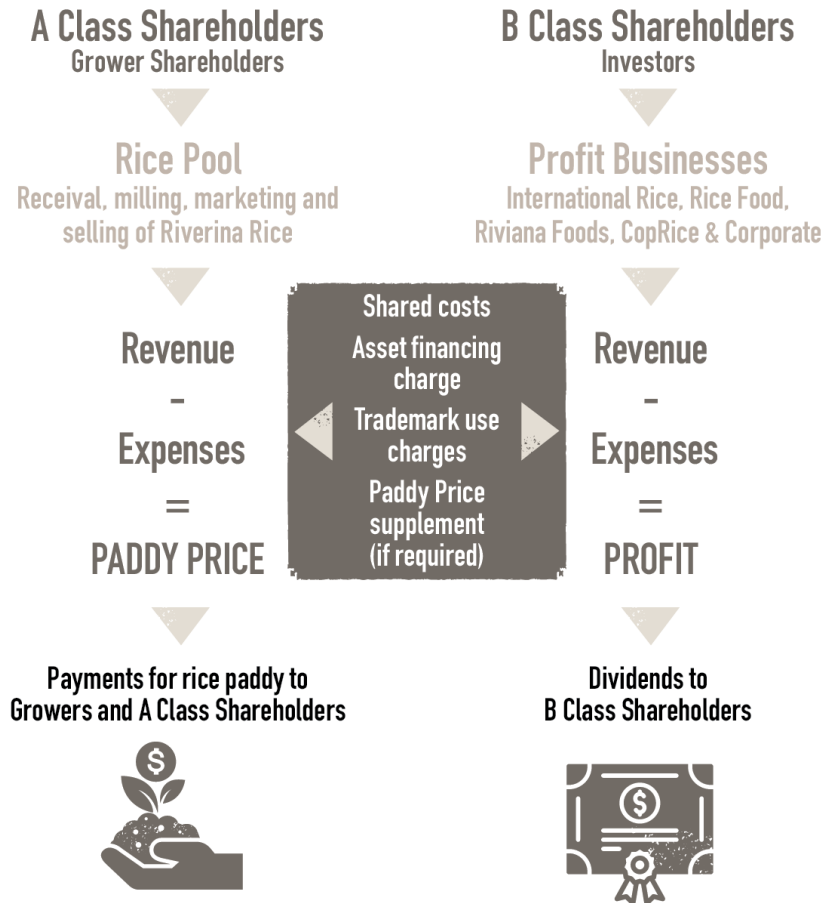 A Class Shareholders
Grower Shareholders
Rice Pool
Receival, milling, marketing and
selling of Riverina Rice
Revenue
-
Expenses
=
PADDY PRICE
Payments for rice paddy to
Growers and A Class Shareholders
$
Shared costs
Asset financing
charge
Trademark use
charges
Paddy Price
supplement
(if required)
B Class Shareholders
Investors
Profit Businesses
International Rice, Rice Food,
Riviana Foods, CopRice & Corporate
Revenue
-
Expenses
=
PROFIT
Dividends to
B Class Shareholders
$